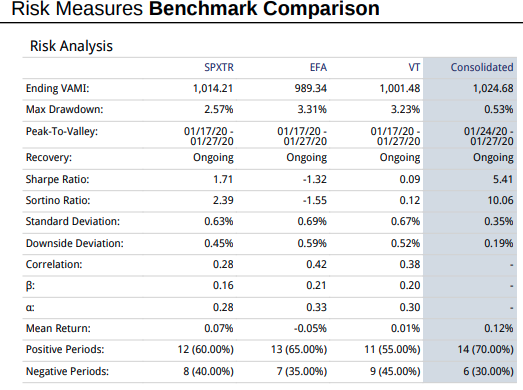 Risk Measures Benchmark Comparison
Risk Analysis
SPXTR EFA VT Consolidated
Ending VAMI: 1,014.21 989.34 1,001.48 1,024.68
Max Drawdown: 2.57% 3.31% 3.23% 0.53%
Peak-To-Valley: 01/17/20 - 01/17/20 - 01/17/20 - 01/24/20 -
01/27/20 01/27/20 01/27/20 01/27/20
Recovery: Ongoing Ongoing Ongoing Ongoing
Sharpe Ratio: 1.71 -1.32 0.09 5.41
Sortino Ratio: 2.39 -1.55 0.12 10.06
Standard Deviation: 0.63% 0.69% 0.67% 0.35%
Downside Deviation: 0.45% 0.59% 0.52% 0.19%
Correlation: 0.28 0.42 0.38 -
β: 0.16 0.21 0.20 -
α: 0.28 0.33 0.30 -
Mean Return: 0.07% -0.05% 0.01% 0.12%
Positive Periods: 12 (60.00%) 13 (65.00%) 11 (55.00%) 14 (70.00%)
Negative Periods: 8 (40.00%) 7 (35.00%) 9 (45.00%) 6 (30.00%)